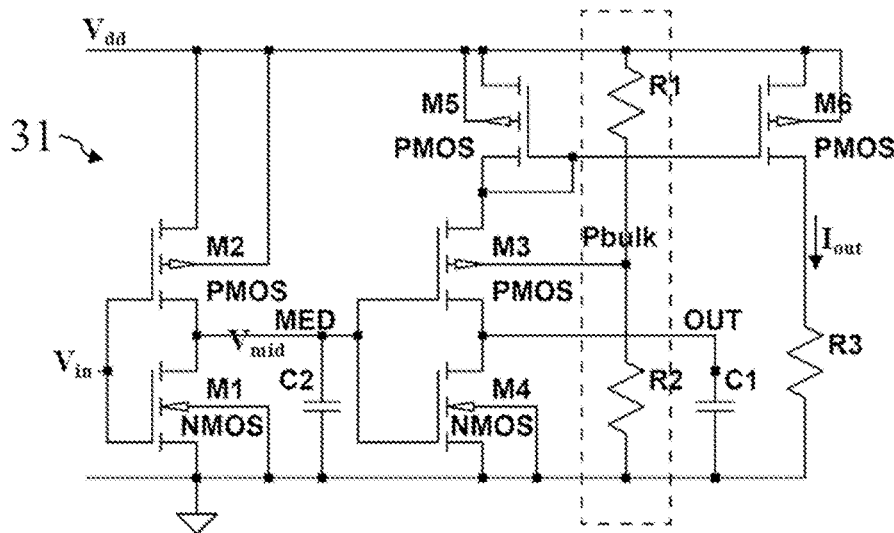 Vdd
31
M5
R1
M6
PMOS
PMOS
M2
M3
Pbulk
Iout
PMOS
PMOS
MED
OUT
Vmid
R3
Vin
M1
C2
M4
R2
C1
NMOS
NMOS